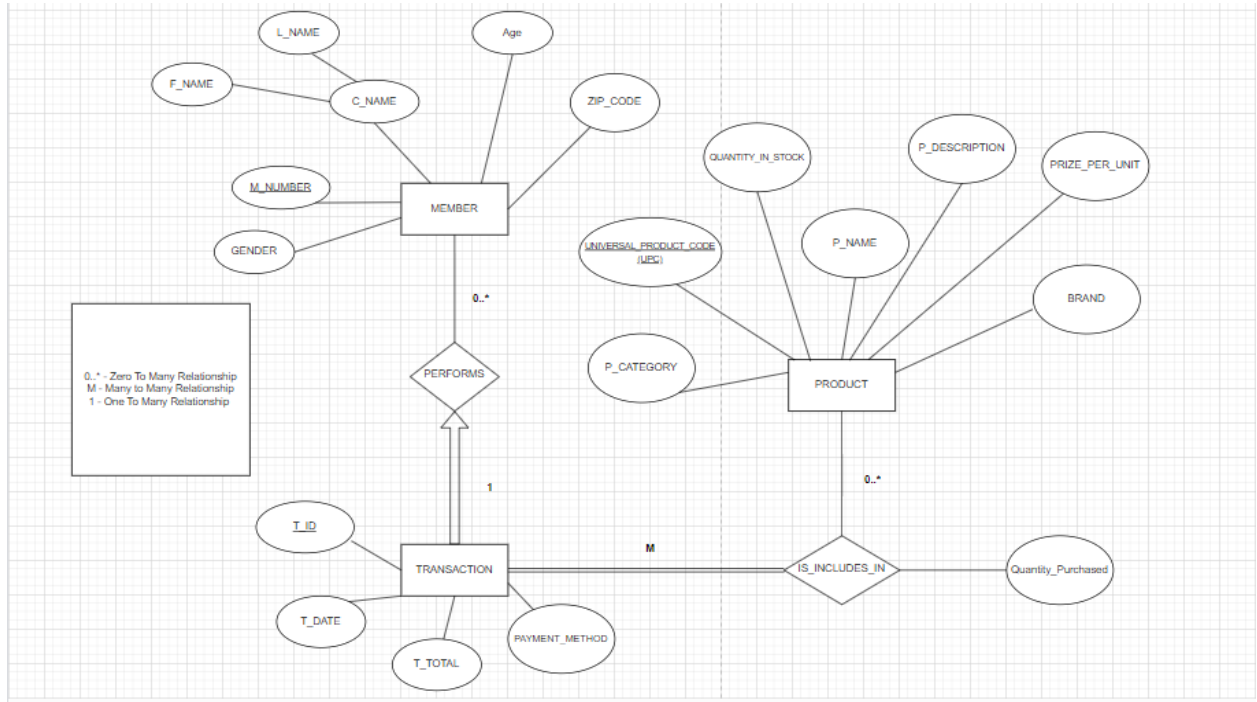 L_NAME
Age
F_NAME
C_NAME
ZIP_CODE
M_NUMBER
MEMBER
GENDER
0..*
PERFORMS
0..* - Zero To Many Relationship
M - Many to Many Relationship
1 - One To Many Relationship
1
T_ID
TRANSACTION
T_DATE
T_TOTAL
PAYMENT_METHOD
M
QUANTITY_IN_STOCK
P_DESCRIPTION
PRIZE_PER_UNIT
UNIVERSAL_PRODUCT_CODE
(UPC)
P_NAME
BRAND
P_CATEGORY
PRODUCT
0..*
IS_INCLUDES_IN
Quantity_Purchased